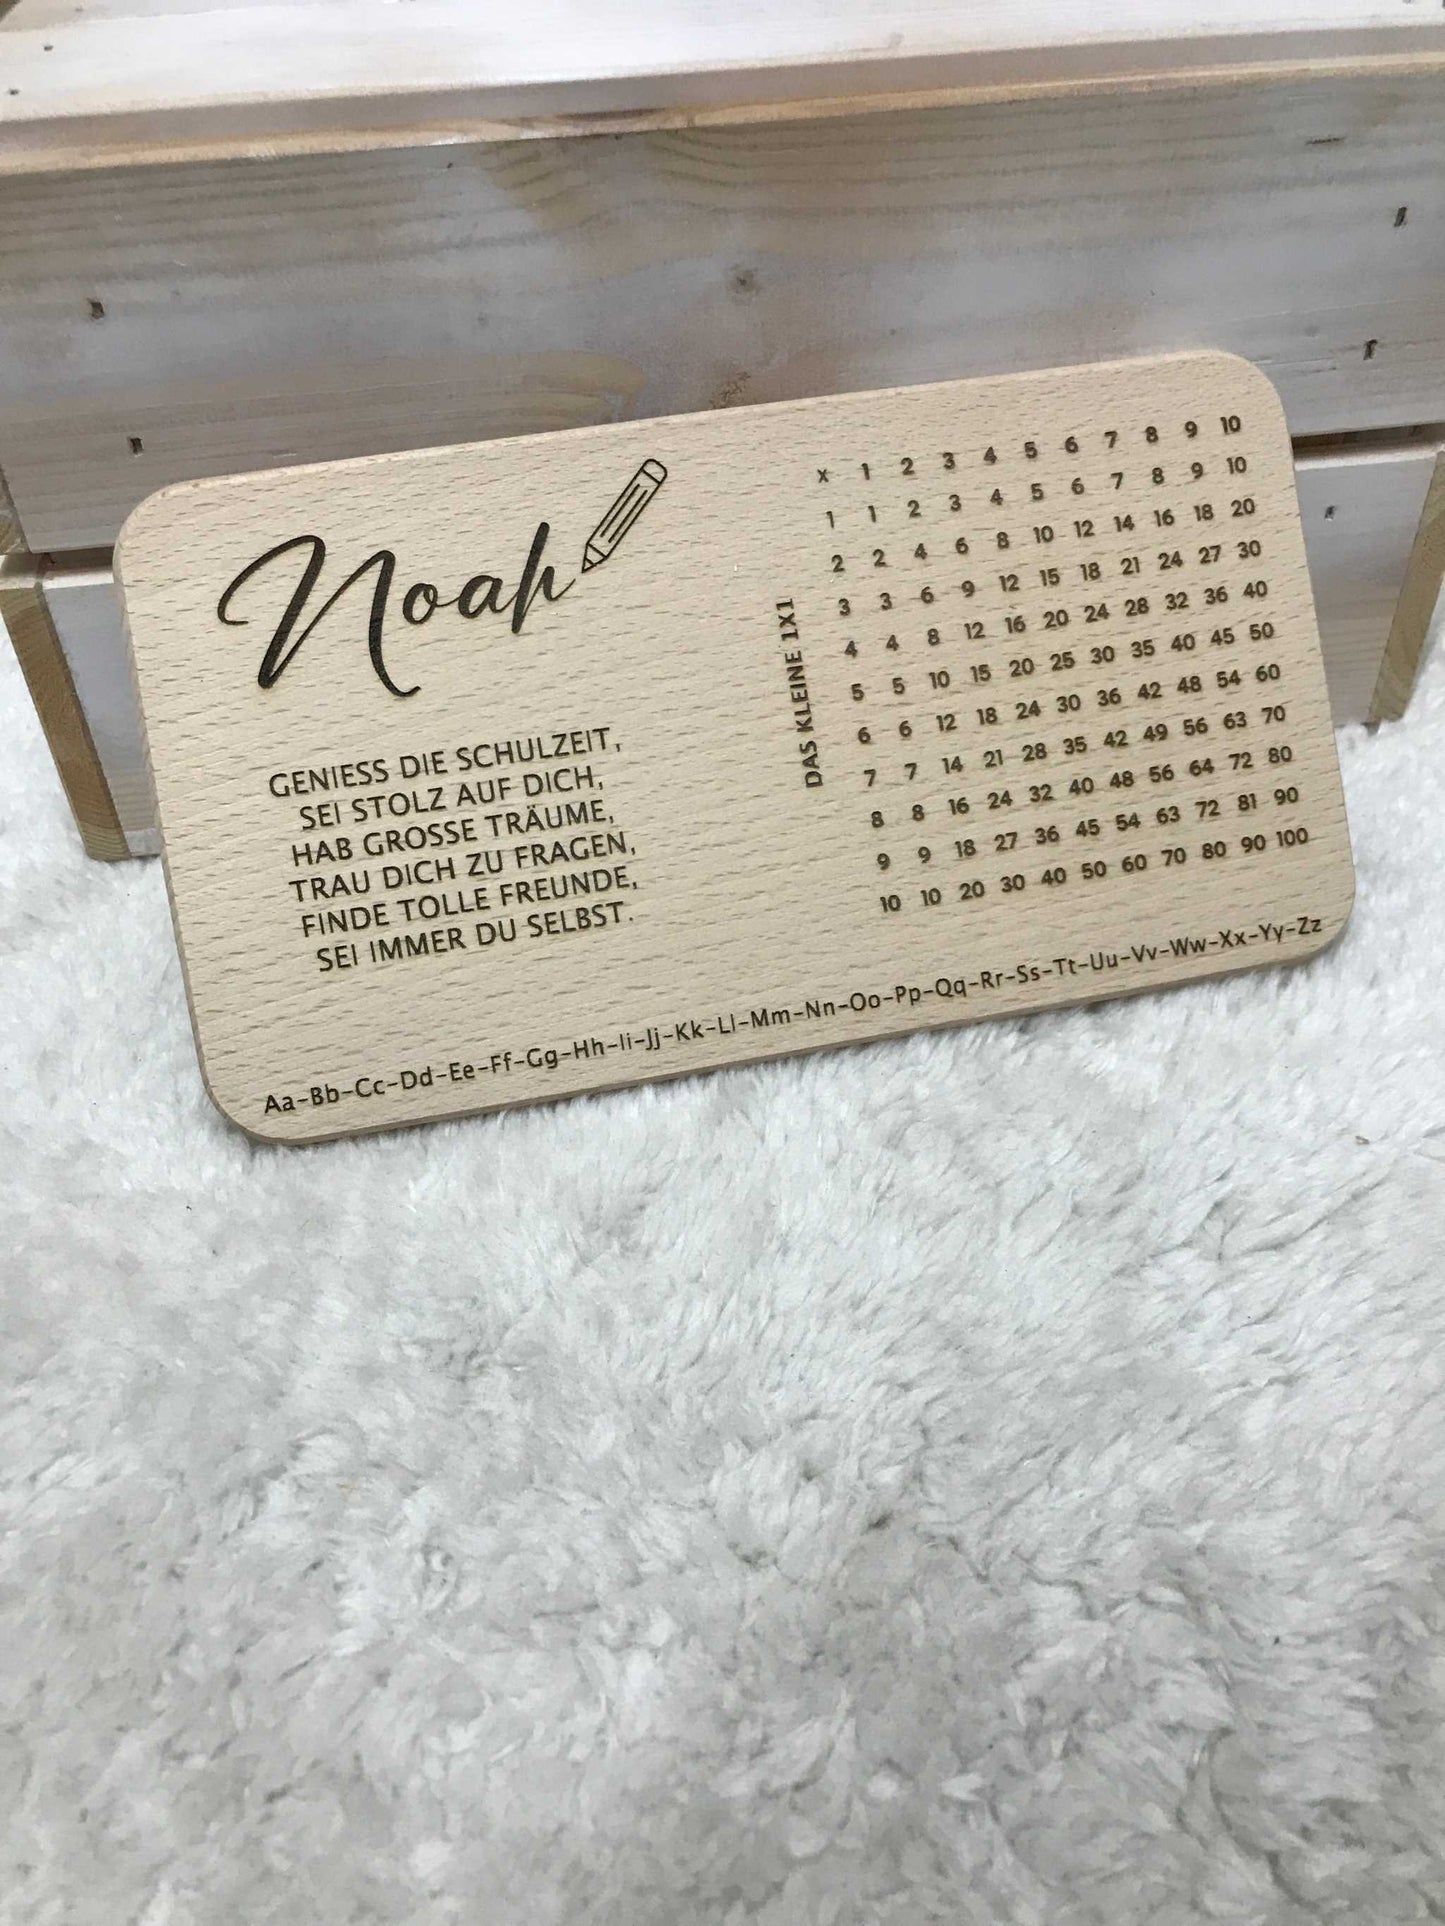 Noah
GENIESS DIE SCHULZEIT,
SEI STOLZ AUF DICH,
HAB GROSSE TRÄUME,
TRAU DICH ZU FRAGEN,
FINDE TOLLE FREUNDE,
SEI IMMER DU SELBST.
DAS KLEINE 1X1
x 1 2 3 4 5 6 7 8 9 10
1 1 2 3 4 5 6 7 8 9 10
2 2 4 6 8 10 12 14 16 18 20
3 3 6 9 12 15 18 21 24 27 30
4 4 8 12 16 20 24 28 32 36 40
5 5 10 15 20 25 30 35 40 45 50
6 6 12 18 24 30 36 42 48 54 60
7 7 14 21 28 35 42 49 56 63 70
8 8 16 24 32 40 48 56 64 72 80
9 9 18 27 36 45 54 63 72 81 90
10 10 20 30 40 50 60 70 80 90 100
Aa-Bb-Cc-Dd-Ee-Ff-Gg-Hh-Ii-Jj-Kk-Ll-Mm-Nn-Oo-Pp-Qq-Rr-Ss-Tt-Uu-Vv-Ww-Xx-Yy-Zz